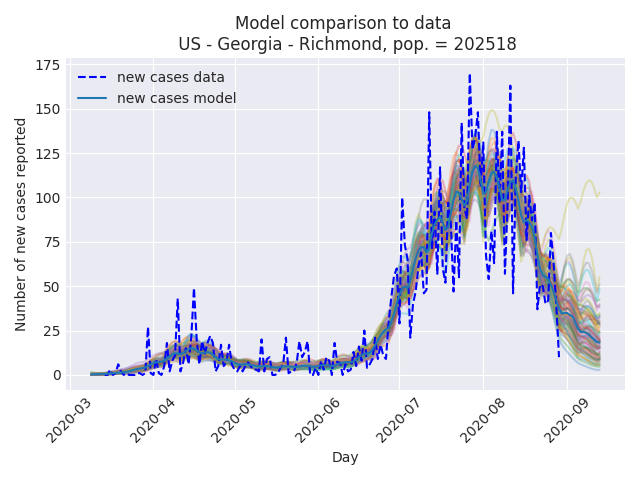 Model comparison to data
US - Georgia - Richmond, pop. = 202518
new cases data
new cases model
Number of new cases reported
175
150
125
100
75
50
25
0
2020-03
2020-04
2020-05
2020-06
2020-07
2020-08
2020-09
Day